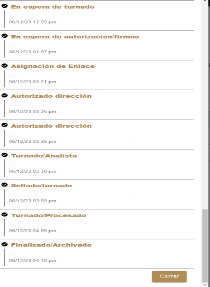 En espera de turnado
06/12/23 12:59 pm
En espera de autorización/firmas
06/12/23 01:07 pm
Asignación de Enlace
06/12/23 03:21 pm
Autorizado dirección
06/12/23 03:26 pm
Autorizado dirección
06/12/23 03:26 pm
Turnado/Analista
06/12/23 03:30 pm
Sellado/turnado
06/12/23 03:59 pm
Turnado/Procesado
06/12/23 04:09 pm
Finalizado/Archivado
06/12/23 04:18 pm
Cerrar